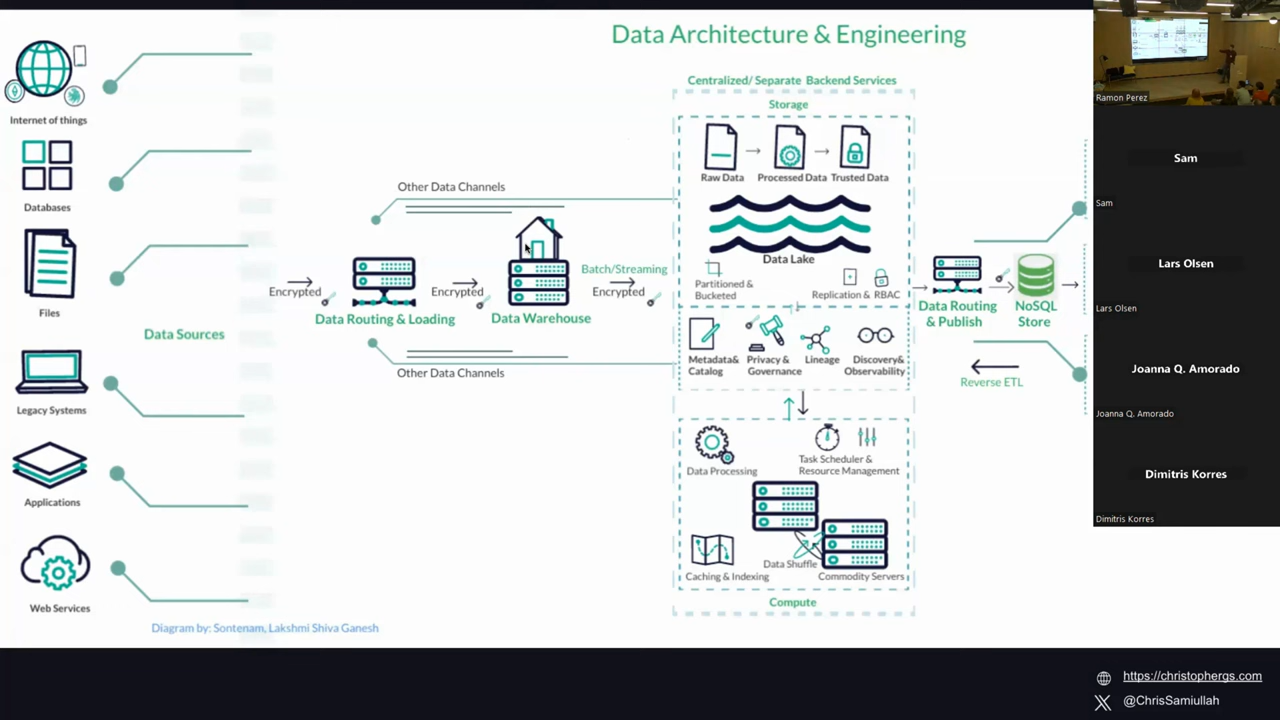 Data Architecture & Engineering
Internet of things
Databases
Files
Legacy Systems
Applications
Web Services
Data Sources
Diagram by: Sontenam, Lakshmi Shiva Ganesh
Encrypted
Other Data Channels
Data Routing & Loading
Other Data Channels
Encrypted
Data Warehouse
Batch/Streaming
Encrypted
Centralized/ Separate Backend Services
Storage
Raw Data
Processed Data
Trusted Data
Data Lake
Partitioned &
Bucketed
Replication & RBAC
Metadata&
Catalog
Privacy &
Governance
Lineage
Discovery&
Observability
Data Processing
Task Scheduler &
Resource Management
Caching & Indexing
Data Shuffle
Commodity Servers
Compute
Data Routing
& Publish
NoSQL
Store
Reverse ETL
Ramon Perez
Sam
Sam
Lars Olsen
Lars Olsen
Joanna Q. Amorado
Joanna Q. Amorado
Dimitris Korres
Dimitris Korres
https://christophergs.com
@ChrisSamiullah